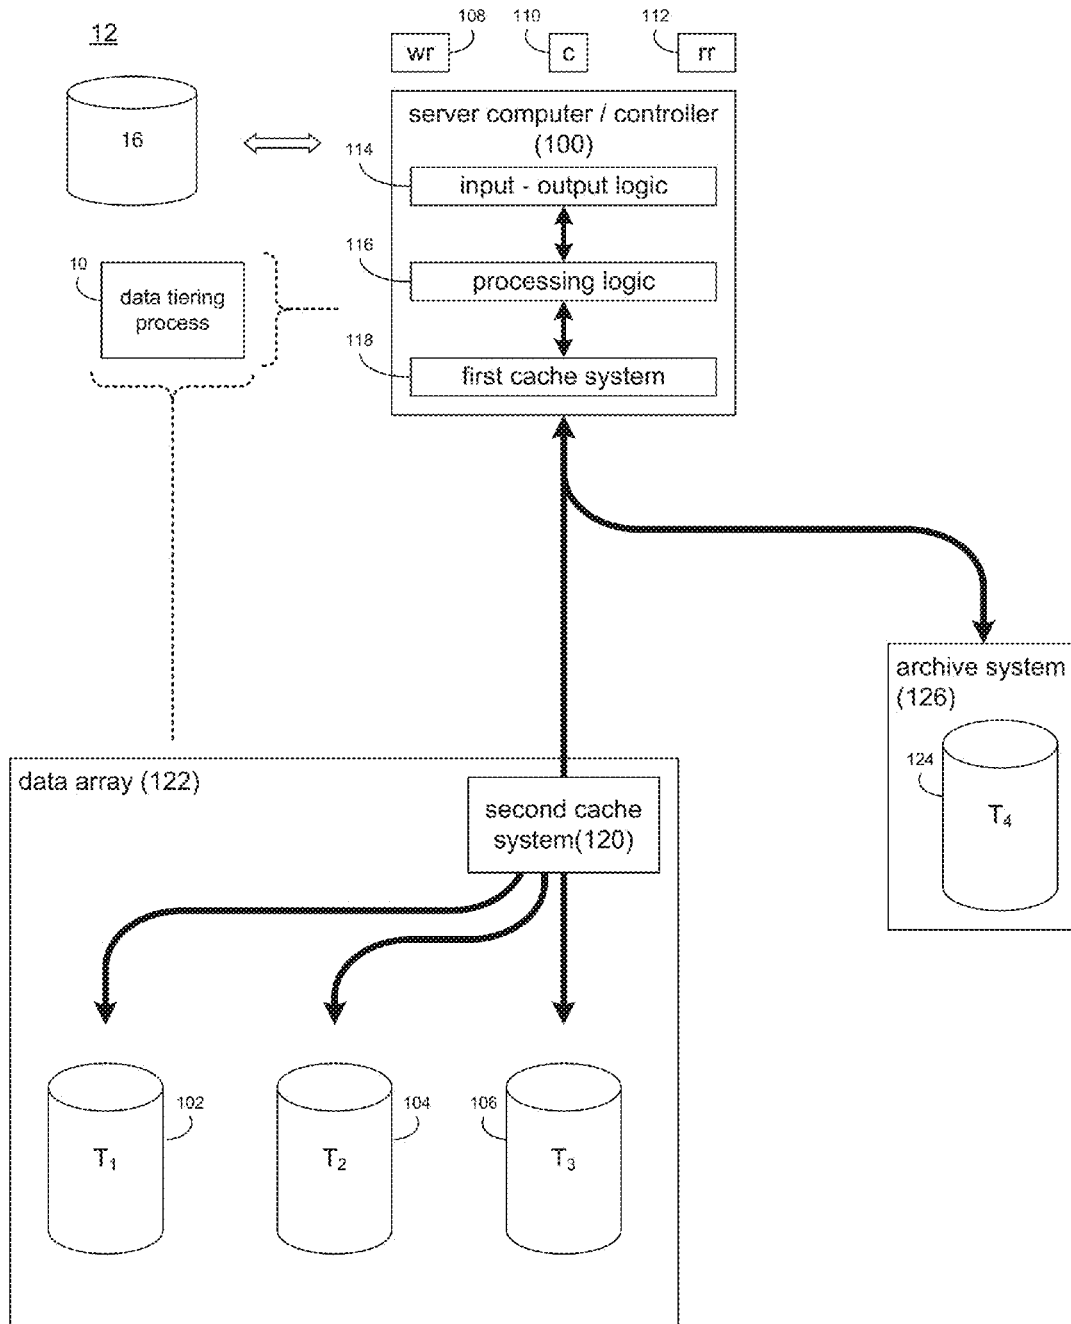 12
108
110
112
wr
c
rr
16
server computer / controller
(100)
114
input - output logic
116
processing logic
10
data tiering
process
118
first cache system
archive system
(126)
124
T4
data array (122)
second cache
system(120)
102
104
106
T1
T2
T3